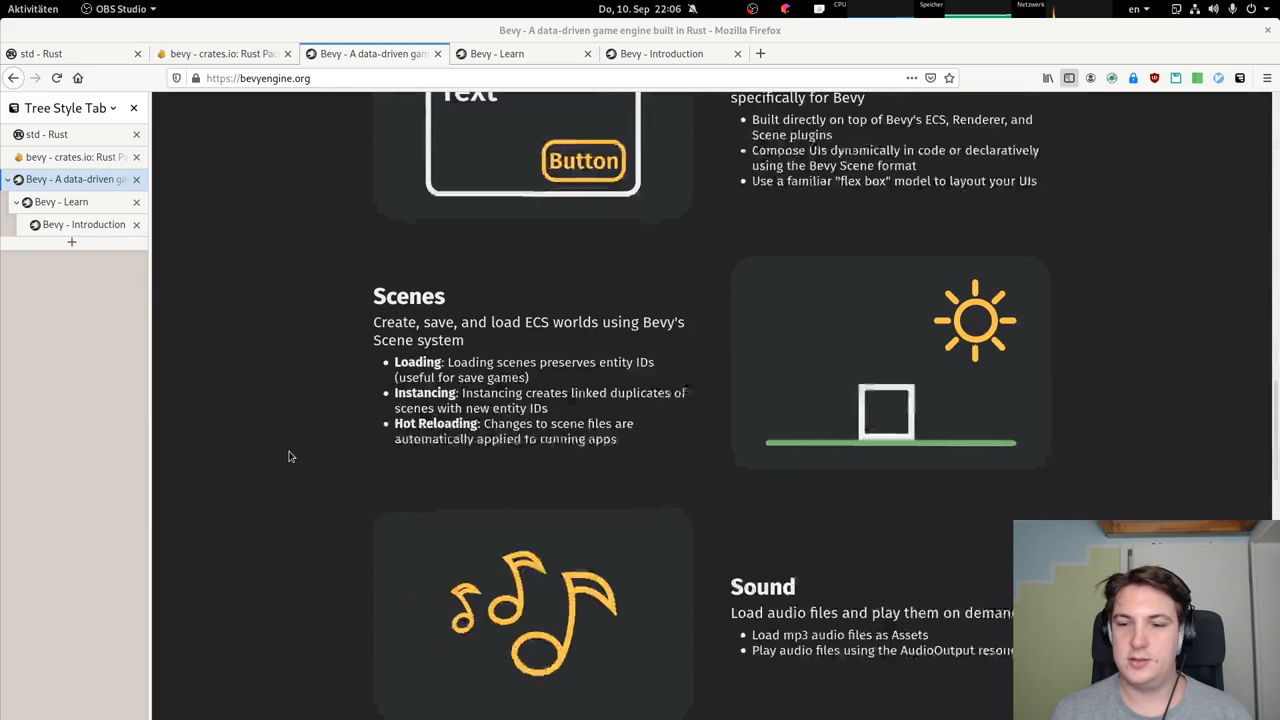 Aktivitäten
OBS Studio
Do, 10. Sep 22:06
CPU
Speicher
Netzwerk
en
Bevy - A data-driven game engine built in Rust - Mozilla Firefox
std - Rust
bevy - crates.io: Rust Pac
Bevy - A data-driven gam
Bevy - Learn
Bevy - Introduction
https://bevyengine.org
Tree Style Tab
std - Rust
bevy - crates.io: Rust Pa
Bevy - A data-driven ga
Bevy - Learn
Bevy - Introduction
Text
Button
specifically for Bevy
Built directly on top of Bevy's ECS, Renderer, and
Scene plugins
Compose UIs dynamically in code or declaratively
using the Bevy Scene format
Use a familiar "flex box" model to layout your UIs
Scenes
Create, save, and load ECS worlds using Bevy's
Scene system
Loading: Loading scenes preserves entity IDs
(useful for save games)
Instancing: Instancing creates linked duplicates of
scenes with new entity IDs
Hot Reloading: Changes to scene files are
automatically applied to running apps
Sound
Load audio files and play them on deman
Load mp3 audio files as Assets
Play audio files using the AudioOutput resou